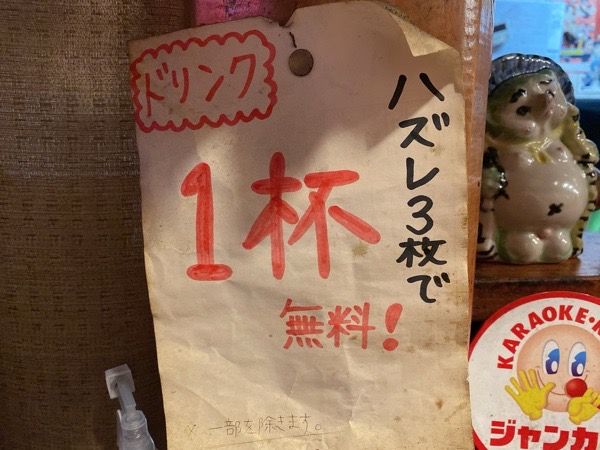 ハズレ3枚で
ドリンク
1杯
無料!
※ 一部を除きます。
KARAOKE・
ジャンカ